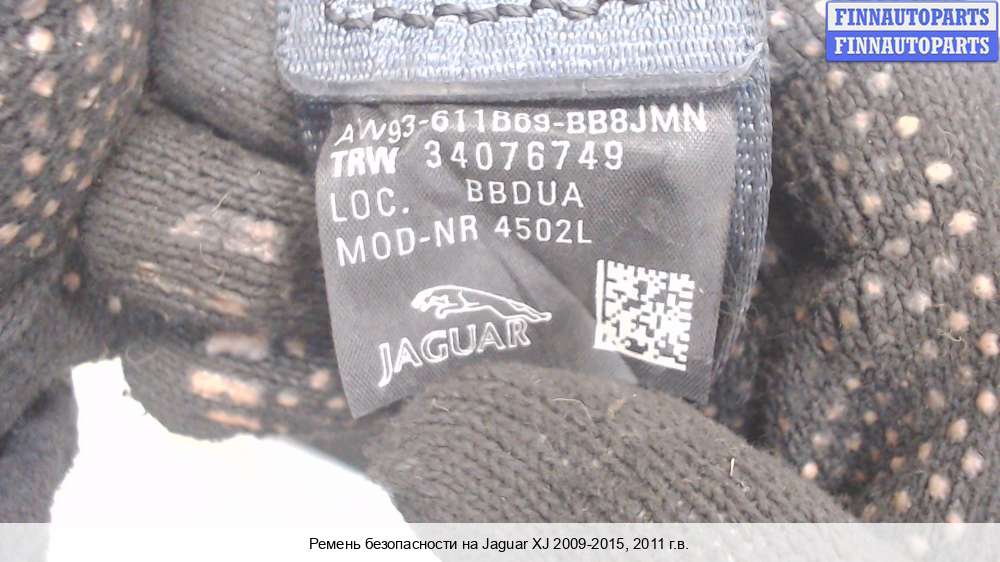 FINNAUTOPARTS
FINNAUTOPARTS
AW93-611B69-BB8JMN
TRW 34076749
LOC. BBDUA
MOD-NR 4502L
JAGUAR
Ремень безопасности на Jaguar XJ 2009-2015, 2011 г.в.